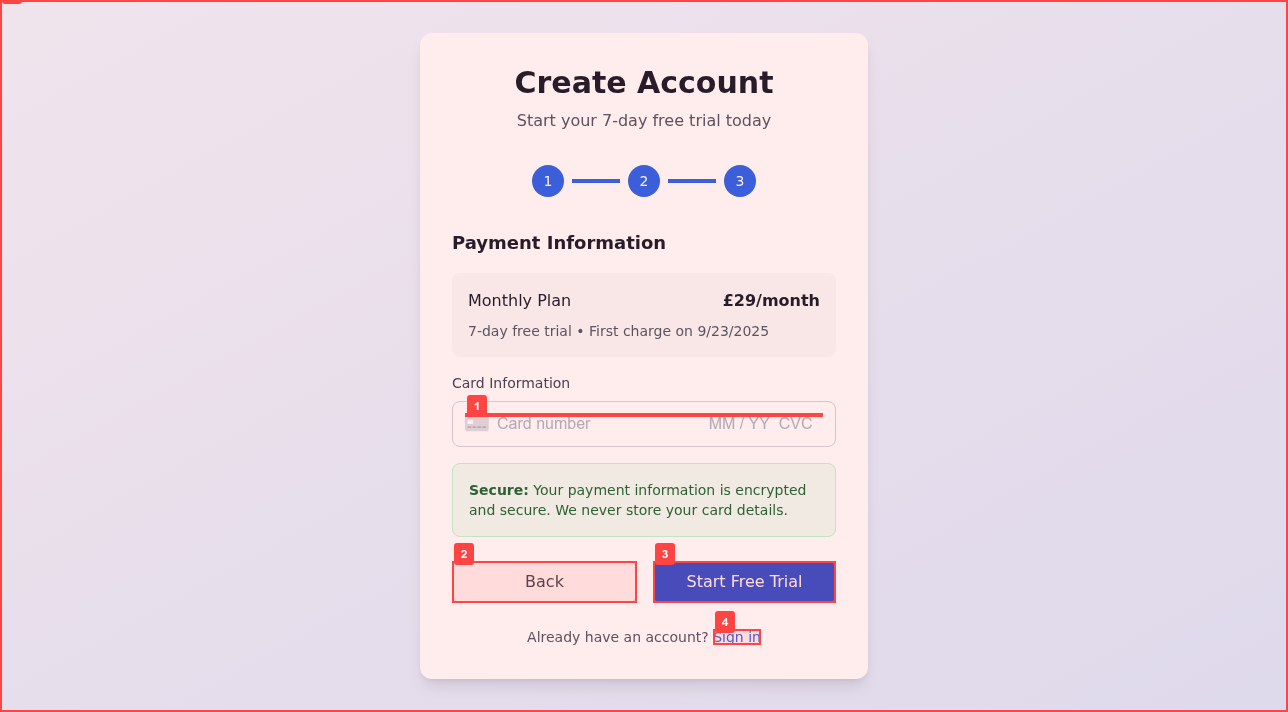 Create Account
Start your 7-day free trial today
1 2 3
Payment Information
Monthly Plan £29/month
7-day free trial • First charge on 9/23/2025
Card Information
1
Card number MM / YY CVC
Secure: Your payment information is encrypted
and secure. We never store your card details.
2 3
Back Start Free Trial
4
Already have an account? Sign in